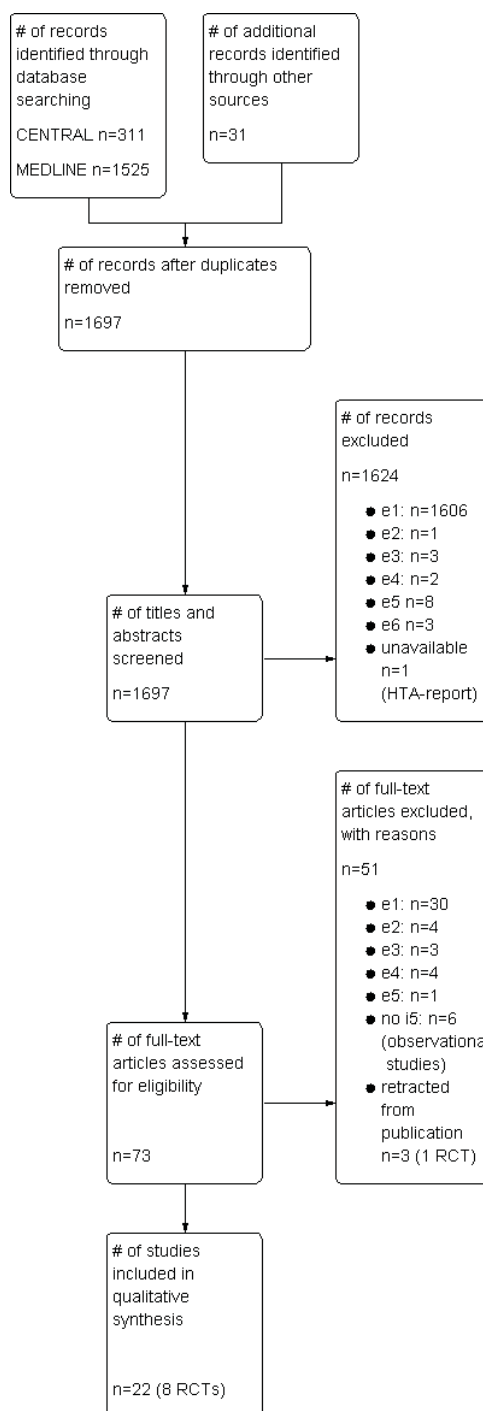 # of records
identified through
database
searching
CENTRAL n=311
MEDLINE n=1525
# of additional
records identified
through other
sources
n=31
# of records after duplicates
removed
n=1697
# of records
excluded
n=1624
● e1: n=1606
● e2: n=1
● e3: n=3
● e4: n=2
● e5 n=8
● e6 n=3
● unavailable
n=1
(HTA-report)
# of titles and
abstracts
screened
n=1697
# of full-text
articles excluded,
with reasons
n=51
● e1: n=30
● e2: n=4
● e3: n=3
● e4: n=4
● e5: n=1
● no i5: n=6
(observationa
studies)
● retracted
from
publication
n=3 (1 RCT)
# of full-text
articles assessed
for eligibility
n=73
# of studies
included in
qualitative
synthesis
n=22 (8 RCTs)